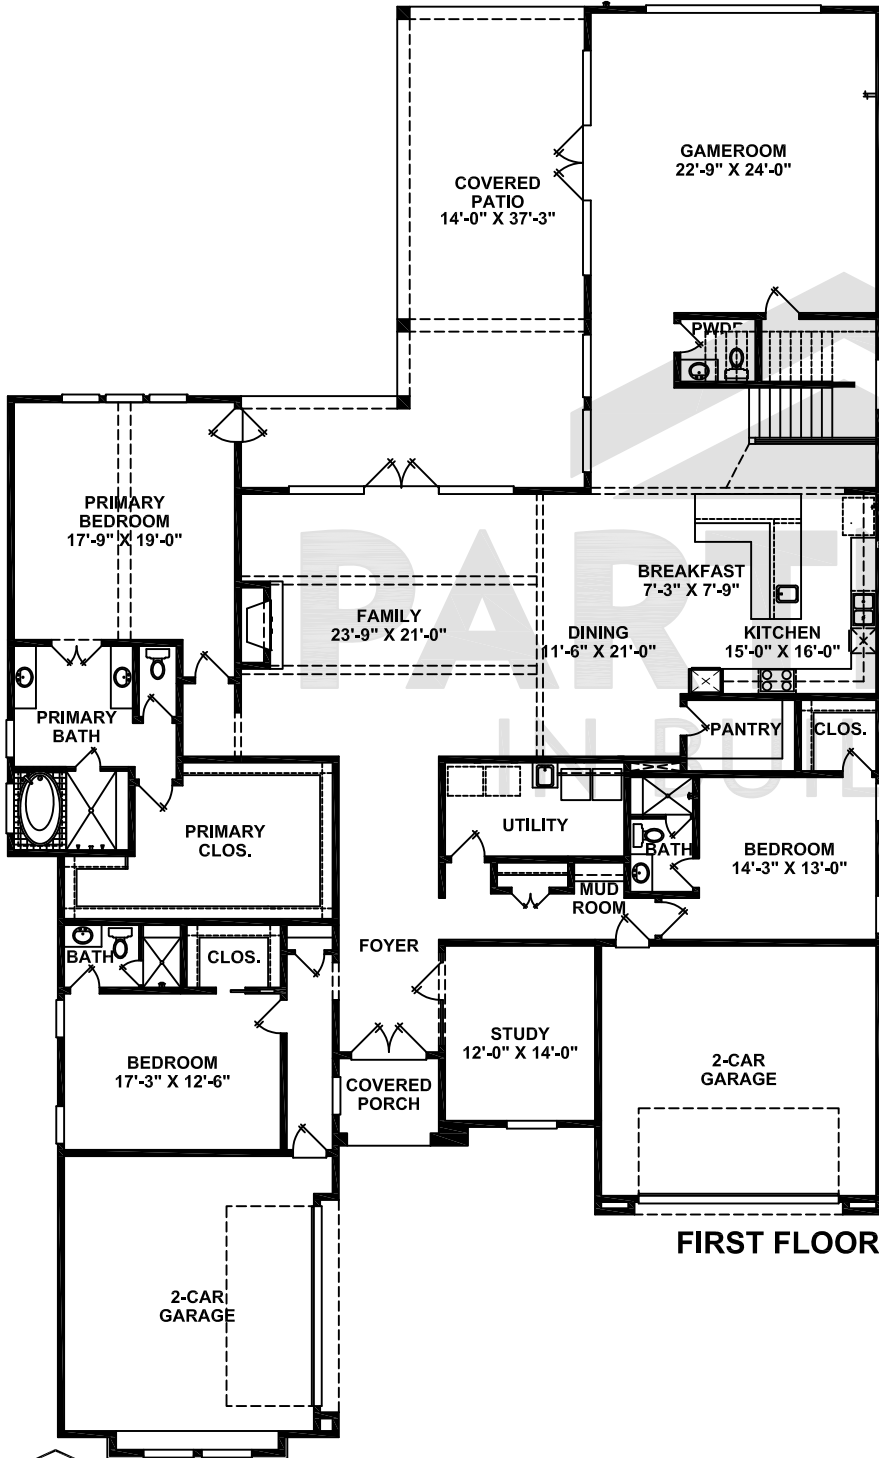 GAMEROOM
22'-9" X 24'-0"
COVERED
PATIO
14'-0" X 37'-3"
PRIMARY
BEDROOM
17'-9" X 19'-0"
BREAKFAST
7'-3" X 7'-9"
FAMILY
23'-9" X 21'-0"
DINING
11'-6" X 21'-0"
KITCHEN
15'-0" X 16'-0"
PRIMARY
BATH
PANTRY
CLOS.
UTILITY
PRIMARY
CLOS.
BATH
BEDROOM
14'-3" X 13'-0"
MUD
ROOM
FOYER
BATH
CLOS.
STUDY
12'-0" X 14'-0"
BEDROOM
17'-3" X 12'-6"
2-CAR
GARAGE
COVERED
PORCH
FIRST FLOOR
2-CAR
GARAGE